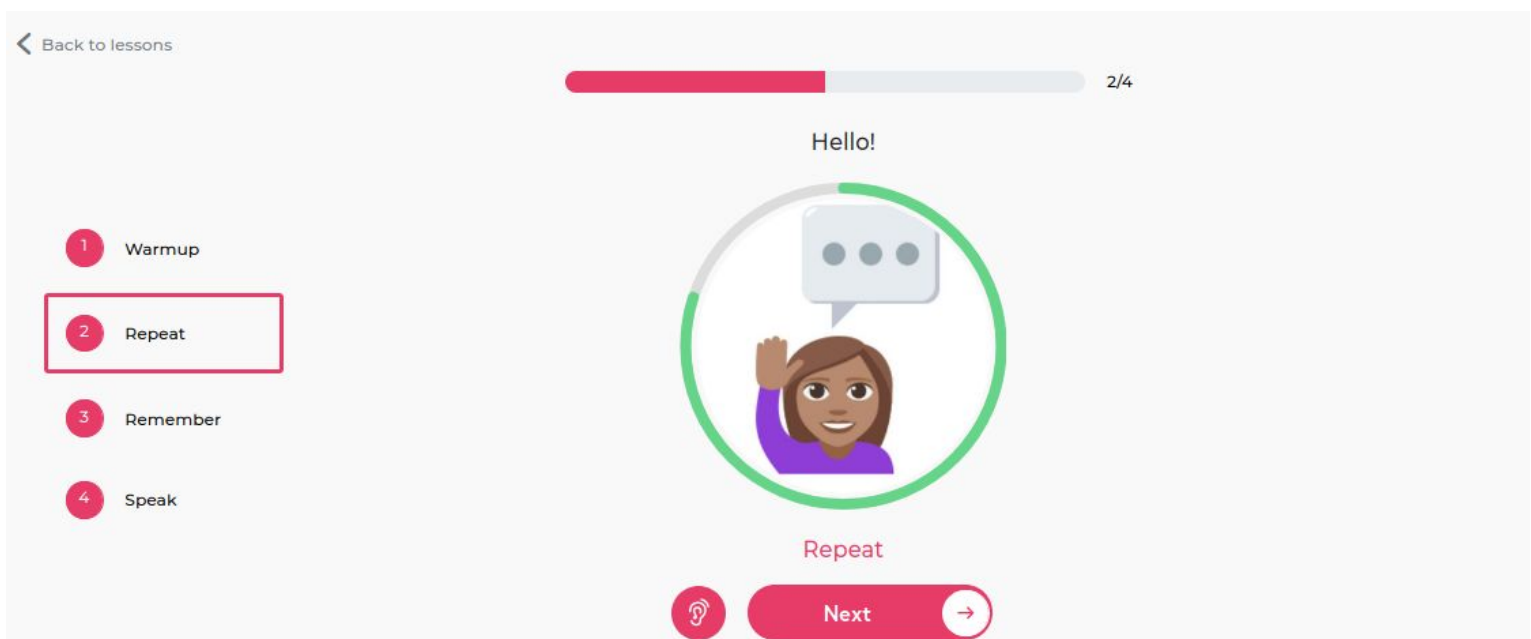 Back to lessons
2/4
Hello!
1 Warmup
2 Repeat
3 Remember
4 Speak
Repeat
Next